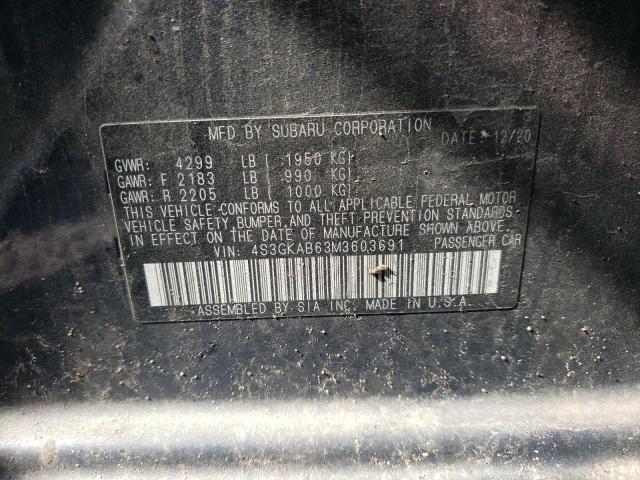 MFD BY SUBARU CORPORATION DATE: 12/20
GVWR: 4299 LB ( 1950 KG)
GAWR: F 2183 LB ( 990 KG)
GAWR: R 2205 LB ( 1000 KG)
THIS VEHICLE CONFORMS TO ALL APPLICABLE FEDERAL MOTOR
VEHICLE SAFETY, BUMPER, AND THEFT PREVENTION STANDARDS
IN EFFECT ON THE DATE OF MANUFACTURE SHOWN ABOVE.
VIN: 4S3GKAB63M3603691 PASSENGER CAR
ASSEMBLED BY SIA INC. MADE IN U.S.A